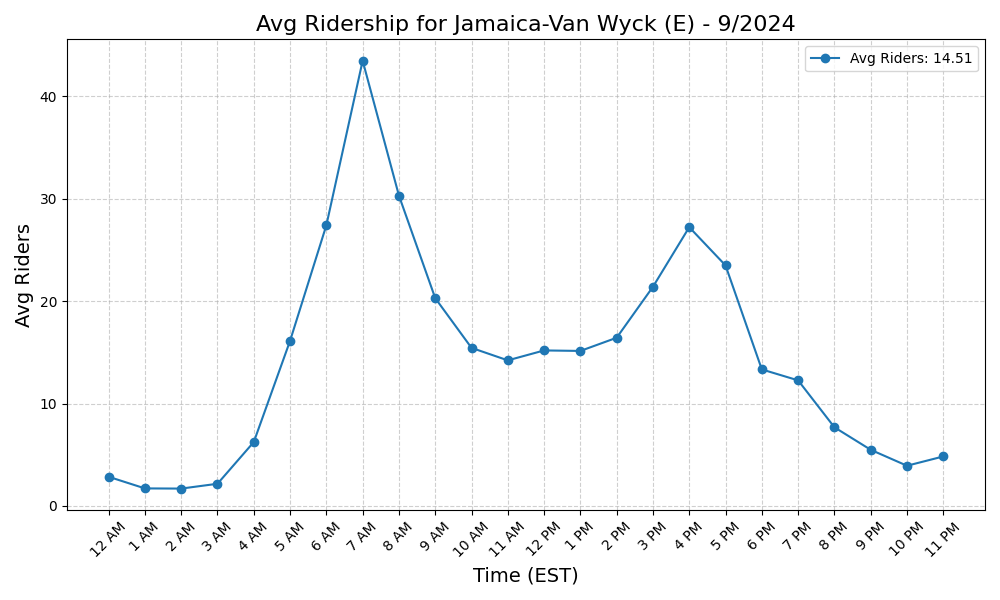 Avg Ridership for Jamaica-Van Wyck (E) - 9/2024
Avg Riders: 14.51
Avg Riders
40
30
20
10
0
12 AM
1 AM
2 AM
3 AM
4 AM
5 AM
6 AM
7 AM
8 AM
9 AM
10 AM
11 AM
12 PM
1 PM
2 PM
3 PM
4 PM
5 PM
6 PM
7 PM
8 PM
9 PM
10 PM
11 PM
Time (EST)